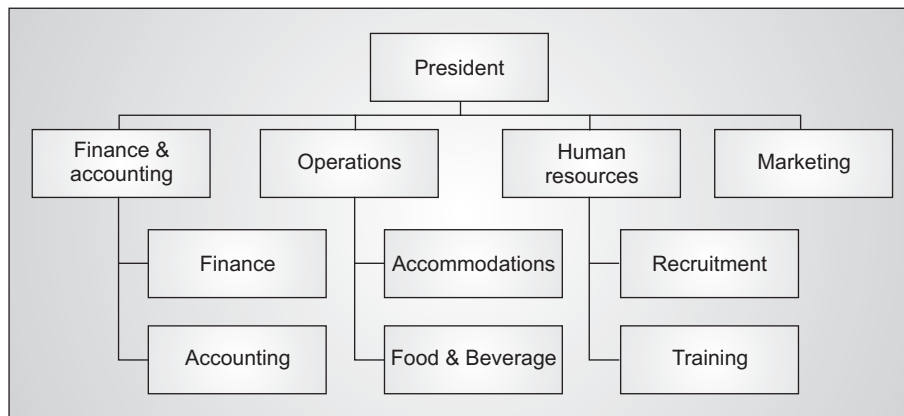 President
Finance &
accounting
Operations
Human
resources
Marketing
Finance
Accommodations
Recruitment
Accounting
Food & Beverage
Training